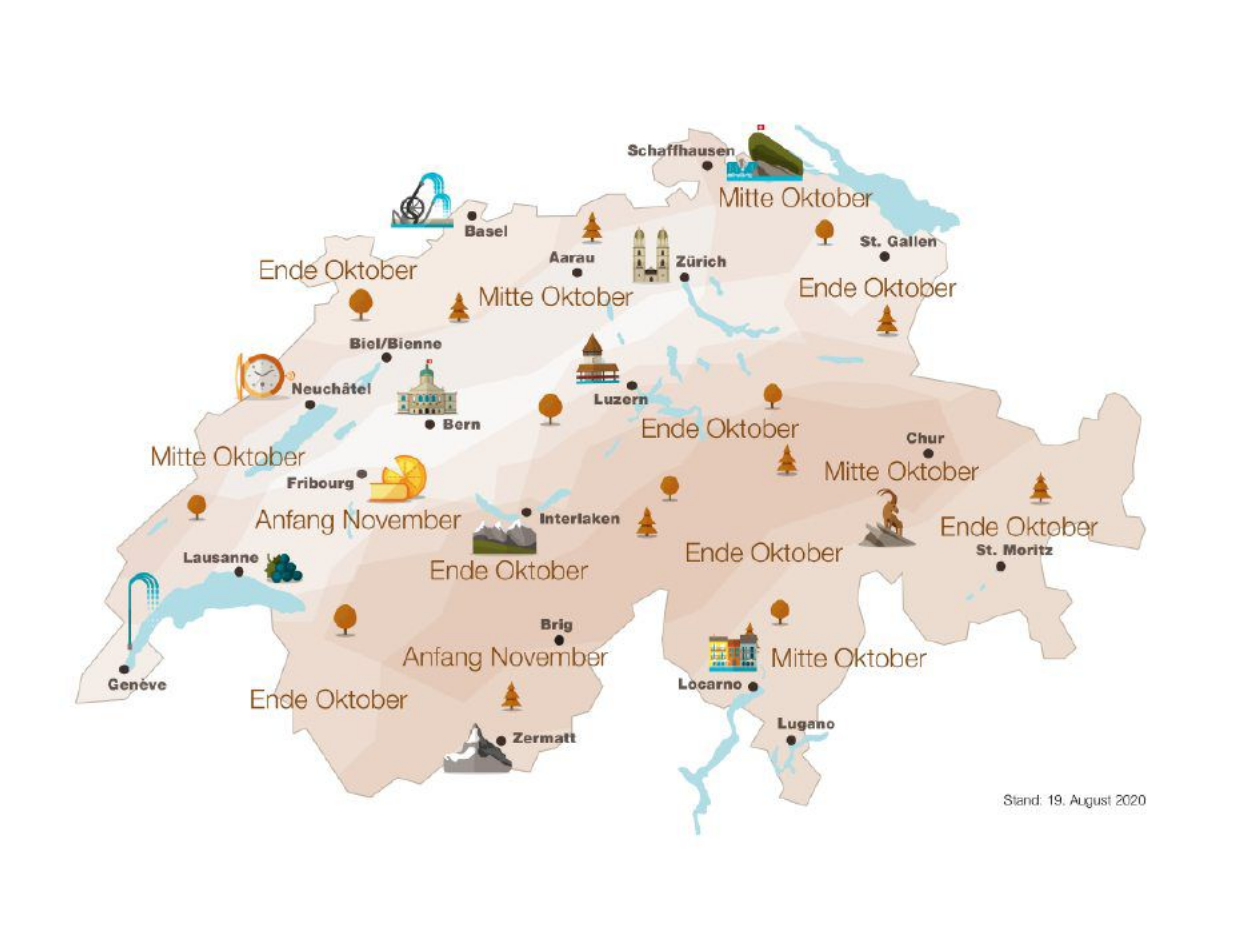 Schaffhausen
Mitte Oktober
Basel
St. Gallen
Aarau
Zürich
Ende Oktober
Mitte Oktober
Ende Oktober
Biel/Bienne
Neuchâtel
Luzern
Bern
Ende Oktober
Chur
Mitte Oktober
Mitte Oktober
Fribourg
Anfang November
Interlaken
Ende Oktober
St. Moritz
Ende Oktober
Lausanne
Ende Oktober
Brig
Anfang November
Mitte Oktober
Genève
Locarno
Ende Oktober
Lugano
Zermatt
Stand: 19. August 2020